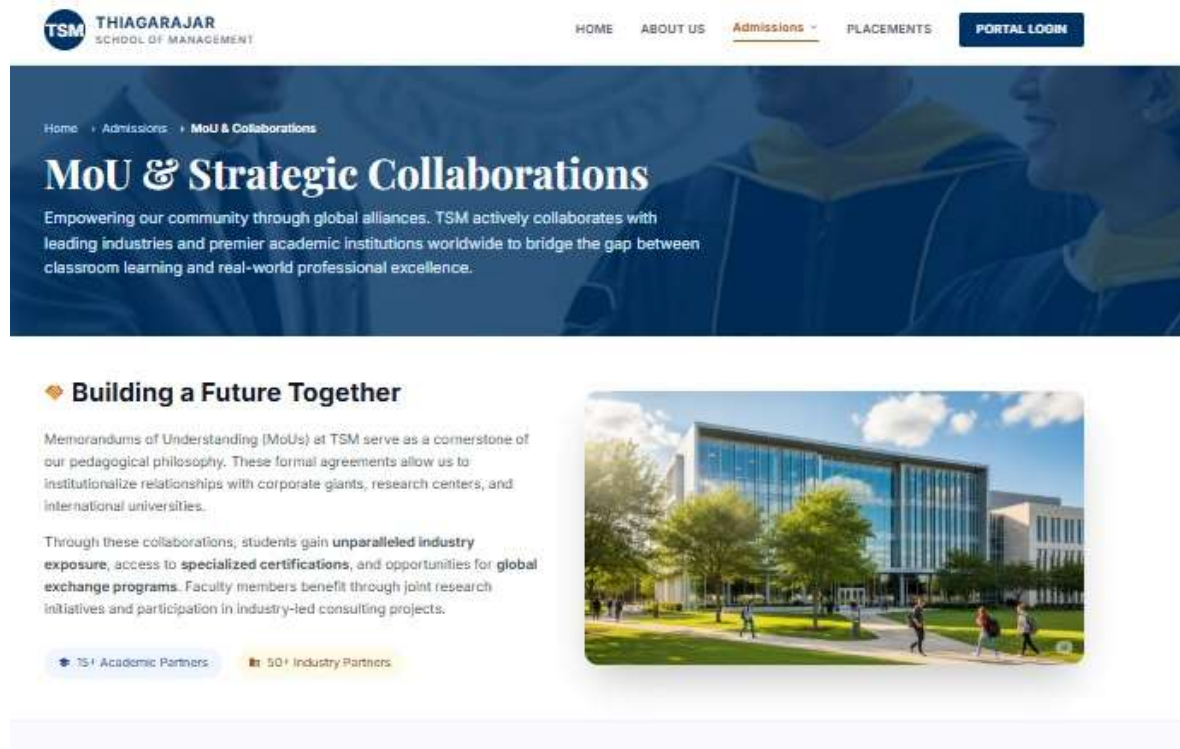 TSM
THIAGARAJAR
SCHOOL OF MANAGEMENT
HOME ABOUT US Admissions PLACEMENTS PORTAL LOGIN
Home › Admissions › MoU & Collaborations
MoU & Strategic Collaborations
Empowering our community through global alliances. TSM actively collaborates with
leading industries and premier academic institutions worldwide to bridge the gap between
classroom learning and real-world professional excellence.
Building a Future Together
Memorandums of Understanding (MoUs) at TSM serve as a cornerstone of
our pedagogical philosophy. These formal agreements allow us to
institutionalize relationships with corporate giants, research centers, and
international universities.
Through these collaborations, students gain unparalleled industry
exposure, access to specialized certifications, and opportunities for global
exchange programs. Faculty members benefit through joint research
initiatives and participation in industry-led consulting projects.
15+ Academic Partners 50+ Industry Partners